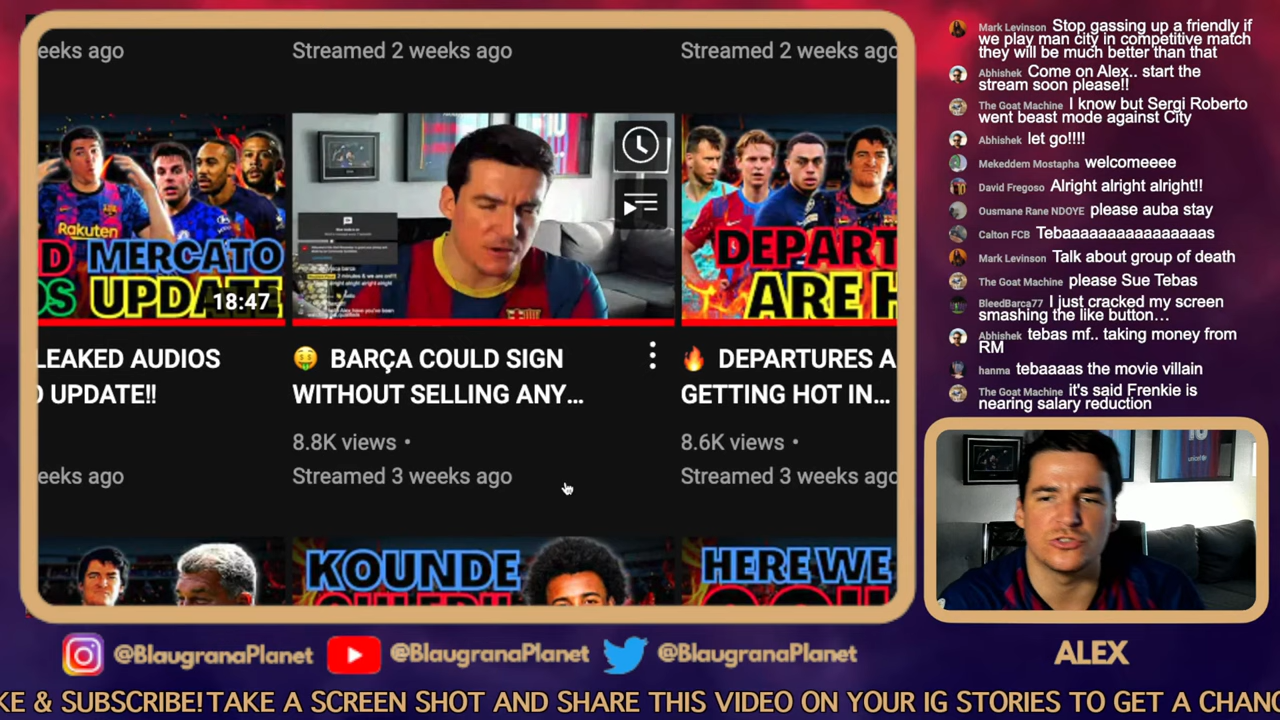 eeks ago
Streamed 2 weeks ago
Streamed 2 weeks ago
Rakuten
D MERCATO
OS UPDATE
18:47
DEPART
ARE H
LEAKED AUDIOS
O UPDATE!!
🤑 BARÇA COULD SIGN
WITHOUT SELLING ANY...
🔥 DEPARTURES A
GETTING HOT IN...
8.8K views •
8.6K views •
eeks ago
Streamed 3 weeks ago
Streamed 3 weeks ago
KOUNDE
HERE WE
Mark Levinson Stop gassing up a friendly if
we play man city in competitive match
they will be much better than that
Abhishek Come on Alex.. start the
stream soon please!!
The Goat Machine I know but Sergi Roberto
went beast mode against City
Abhishek let go!!!!
Mekeddem Mostapha welcomeeee
David Fregoso Alright alright alright!!
Ousmane Rane NDOYE please auba stay
Calton FCB Tebaaaaaaaaaaaaaaaas
Mark Levinson Talk about group of death
The Goat Machine please Sue Tebas
BleedBarca77 I just cracked my screen
smashing the like button…
Abhishek tebas mf.. taking money from
RM
hanma tebaaaas the movie villain
The Goat Machine it's said Frenkie is
nearing salary reduction
@BlaugranaPlanet @BlaugranaPlanet @BlaugranaPlanet
ALEX
KE & SUBSCRIBE! TAKE A SCREEN SHOT AND SHARE THIS VIDEO ON YOUR IG STORIES TO GET A CHANC